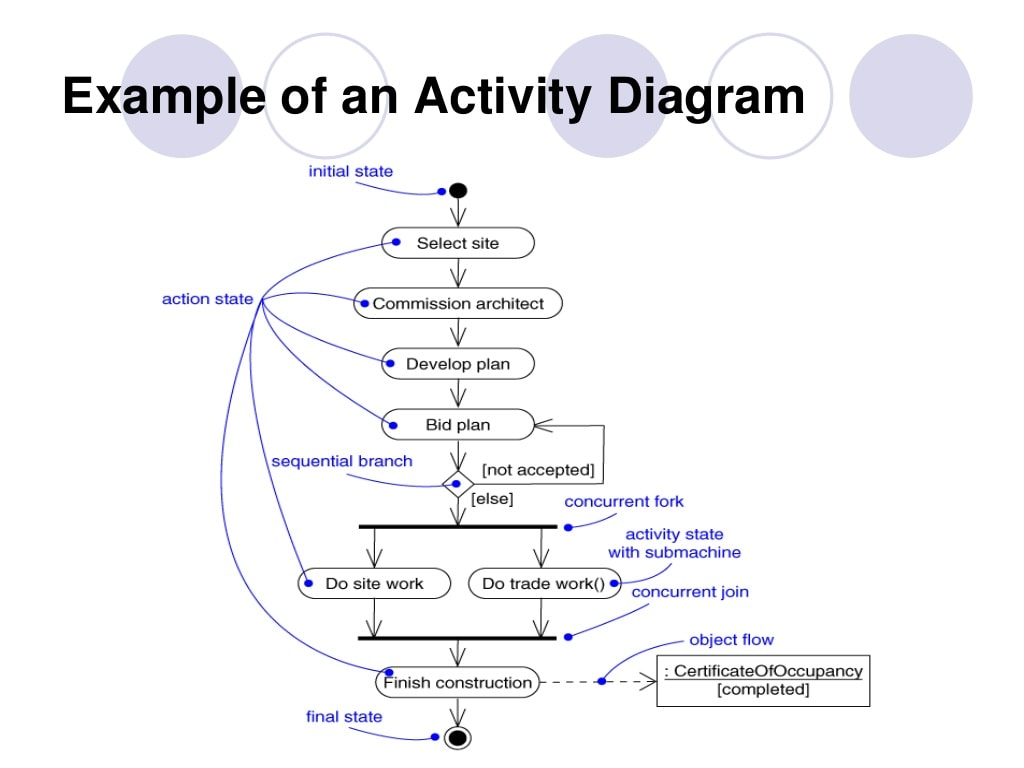 Example of an Activity Diagram
initial state
Select site
action state
Commission architect
Develop plan
Bid plan
sequential branch
[not accepted]
[else]
concurrent fork
activity state
with submachine
Do site work
Do trade work()
concurrent join
object flow
: CertificateOfOccupancy
[completed]
Finish construction
final state